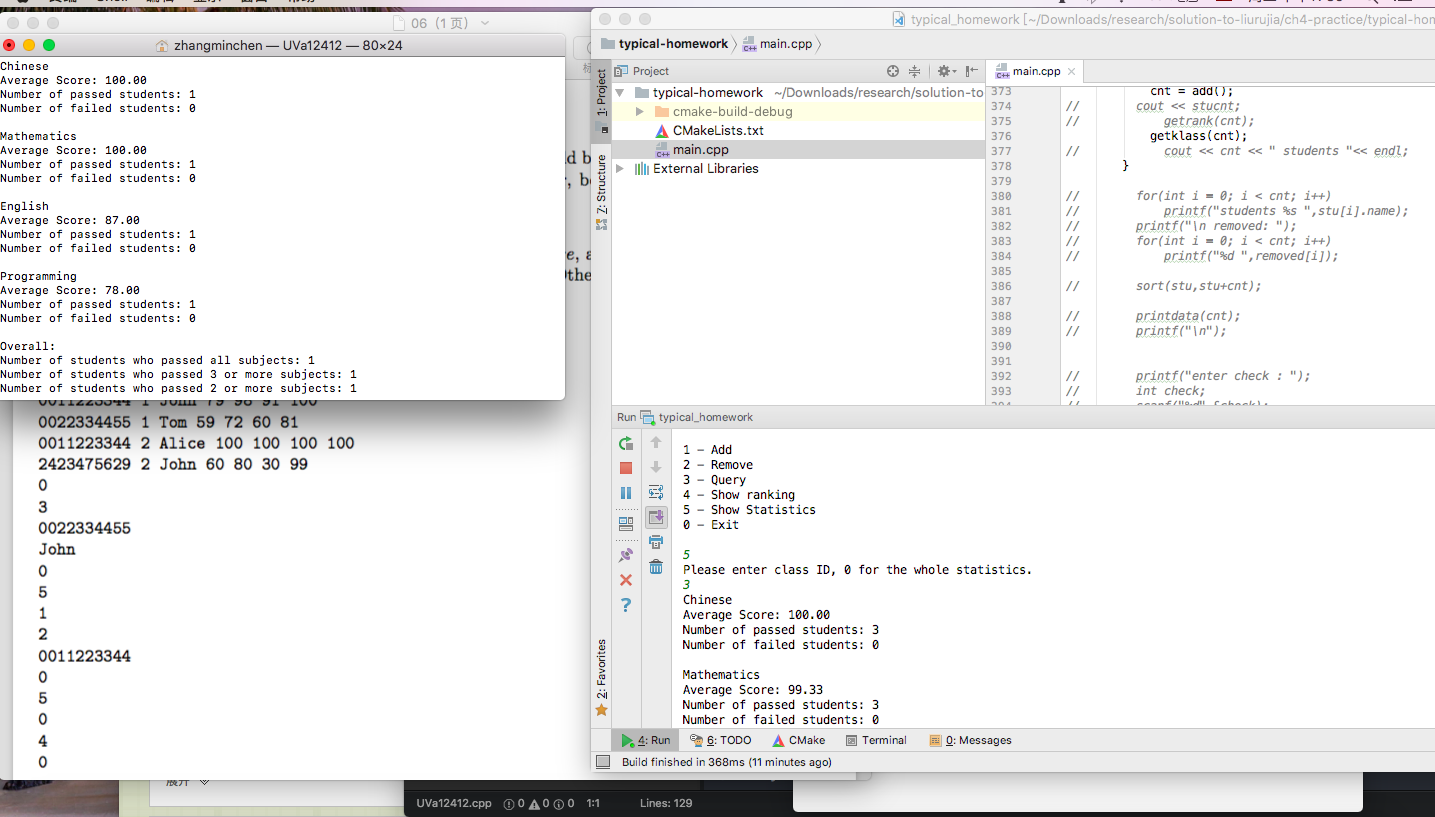 06（1 页）
zhangminchen — UVa12412 — 80×24
Chinese
Average Score: 100.00
Number of passed students: 1
Number of failed students: 0
Mathematics
Average Score: 100.00
Number of passed students: 1
Number of failed students: 0
English
Average Score: 87.00
Number of passed students: 1
Number of failed students: 0
Programming
Average Score: 78.00
Number of passed students: 1
Number of failed students: 0
Overall:
Number of students who passed all subjects: 1
Number of students who passed 3 or more subjects: 1
Number of students who passed 2 or more subjects: 1
0011223344 1 John 79 98 91 100
0022334455 1 Tom 59 72 60 81
0011223344 2 Alice 100 100 100 100
2423475629 2 John 60 80 30 99
0
3
0022334455
John
0
5
1
2
0011223344
0
5
0
4
0
展开
UVa12412.cpp 0 0 0 1:1 Lines: 129
typical_homework [~/Downloads/research/solution-to-liurujia/ch4-practice/typical-hom
typical-homework main.cpp
1: Project
Z: Structure
2: Favorites
Project
typical-homework ~/Downloads/research/solution-to
cmake-build-debug
CMakeLists.txt
main.cpp
External Libraries
main.cpp
373 cnt = add();
374 // cout << stucnt;
375 // getrank(cnt);
376 getklass(cnt);
377 // cout << cnt << " students "<< endl;
378 }
379
380 // for(int i = 0; i < cnt; i++)
381 // printf("students %s ",stu[i].name);
382 // printf("\n removed: ");
383 // for(int i = 0; i < cnt; i++)
384 // printf("%d ",removed[i]);
385
386 // sort(stu,stu+cnt);
387
388 // printdata(cnt);
389 // printf("\n");
390
391
392 // printf("enter check : ");
393 // int check;
394 // scanf("%d",&check);
Run typical_homework
1 – Add
2 – Remove
3 – Query
4 – Show ranking
5 – Show Statistics
0 – Exit
5
Please enter class ID, 0 for the whole statistics.
3
Chinese
Average Score: 100.00
Number of passed students: 3
Number of failed students: 0
Mathematics
Average Score: 99.33
Number of passed students: 3
Number of failed students: 0
4: Run 6: TODO CMake Terminal 0: Messages
Build finished in 368ms (11 minutes ago)